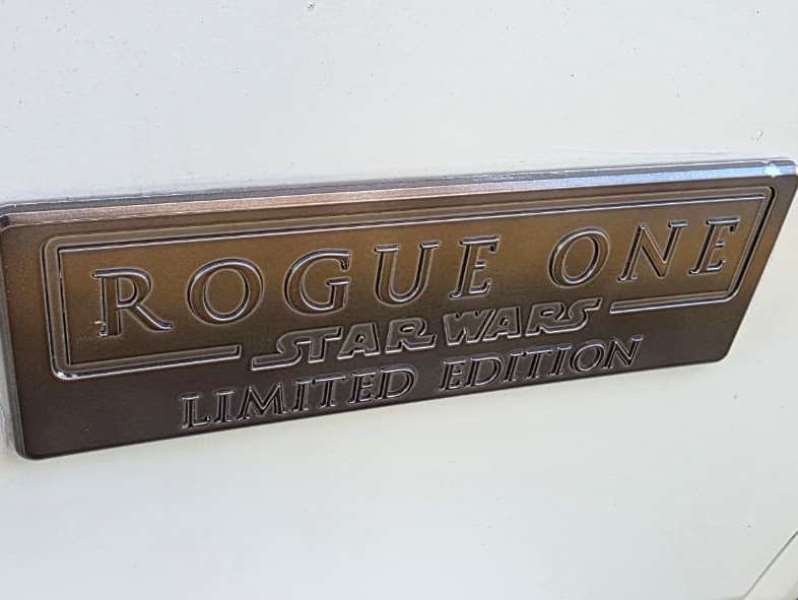 ROGUE ONE
STAR WARS
LIMITED EDITION